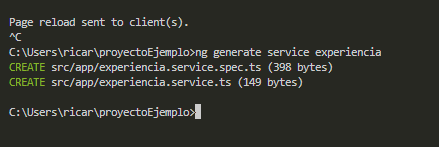 Page reload sent to client(s).
^C
C:\Users\ricar\proyectoEjemplo>ng generate service experiencia
CREATE src/app/experiencia.service.spec.ts (398 bytes)
CREATE src/app/experiencia.service.ts (149 bytes)
C:\Users\ricar\proyectoEjemplo>